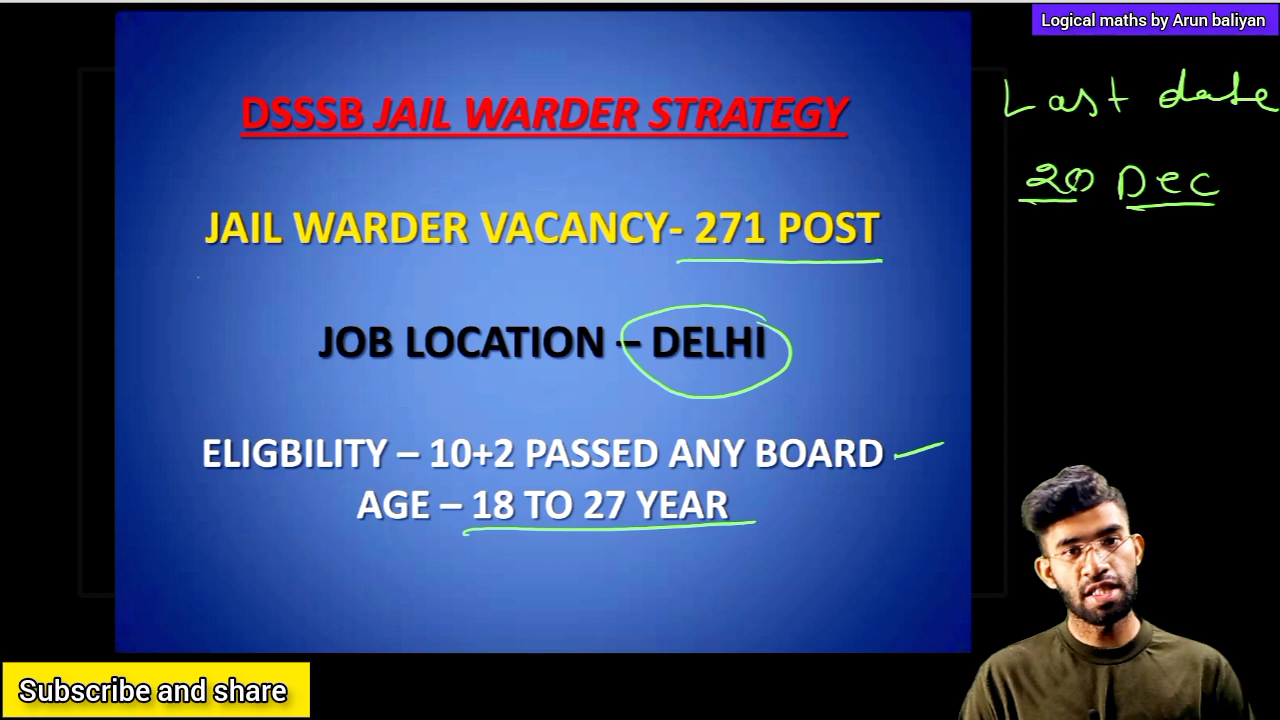 Logical maths by Arun baliyan
DSSSB JAIL WARDER STRATEGY
JAIL WARDER VACANCY- 271 POST
JOB LOCATION – DELHI
ELIGBILITY – 10+2 PASSED ANY BOARD
AGE – 18 TO 27 YEAR
Last date
20 Dec
Subscribe and share